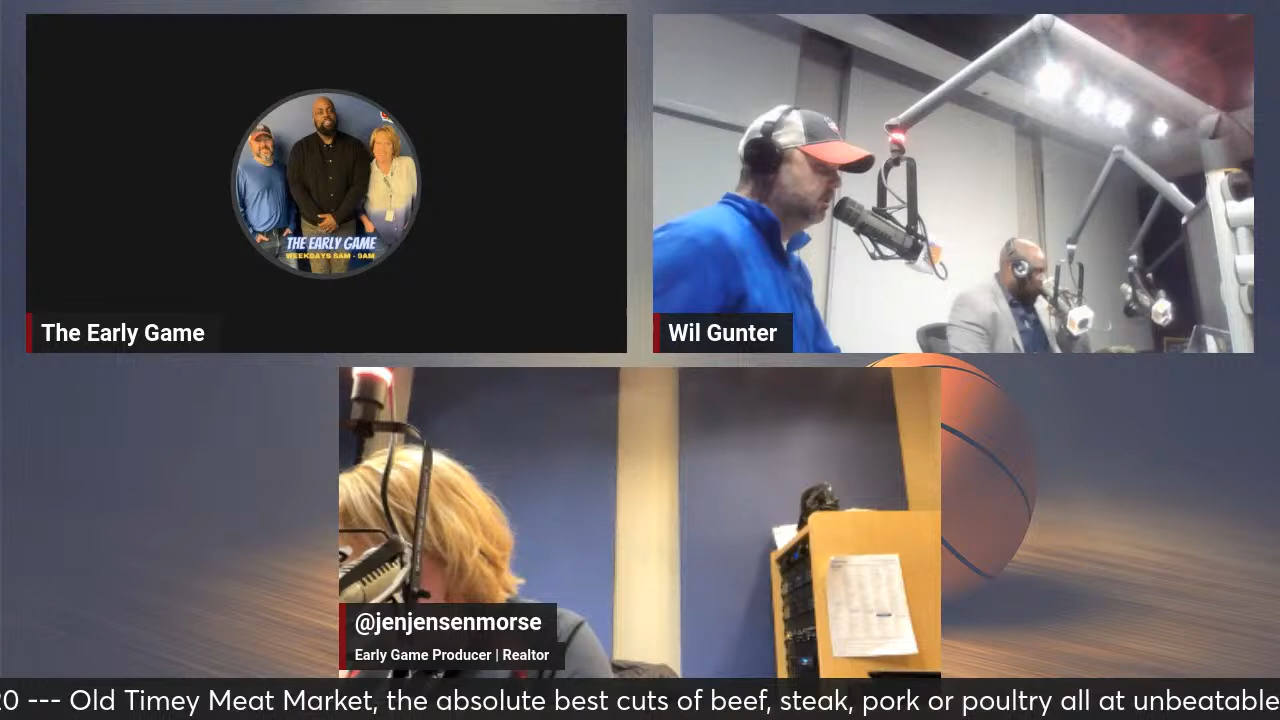 THE EARLY GAME
WEEKDAYS 6AM - 9AM
The Early Game
Wil Gunter
@jenjensenmorse
Early Game Producer | Realtor
20 --- Old Timey Meat Market, the absolute best cuts of beef, steak, pork or poultry all at unbeatable